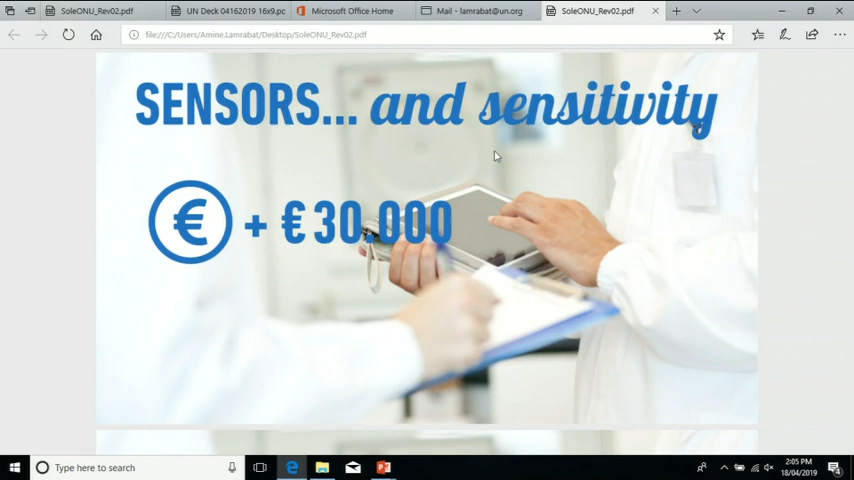 SoleONU_Rev02.pdf
UN Deck 04162019 16x9.pc
Microsoft Office Home
Mail - lamrabat@un.org
SoleONU_Rev02.pdf
file:///C:/Users/Amine.Lamrabat/Desktop/SoleONU_Rev02.pdf
SENSORS... and sensitivity
€ + € 30.000
Type here to search
2:05 PM
18/04/2019
4